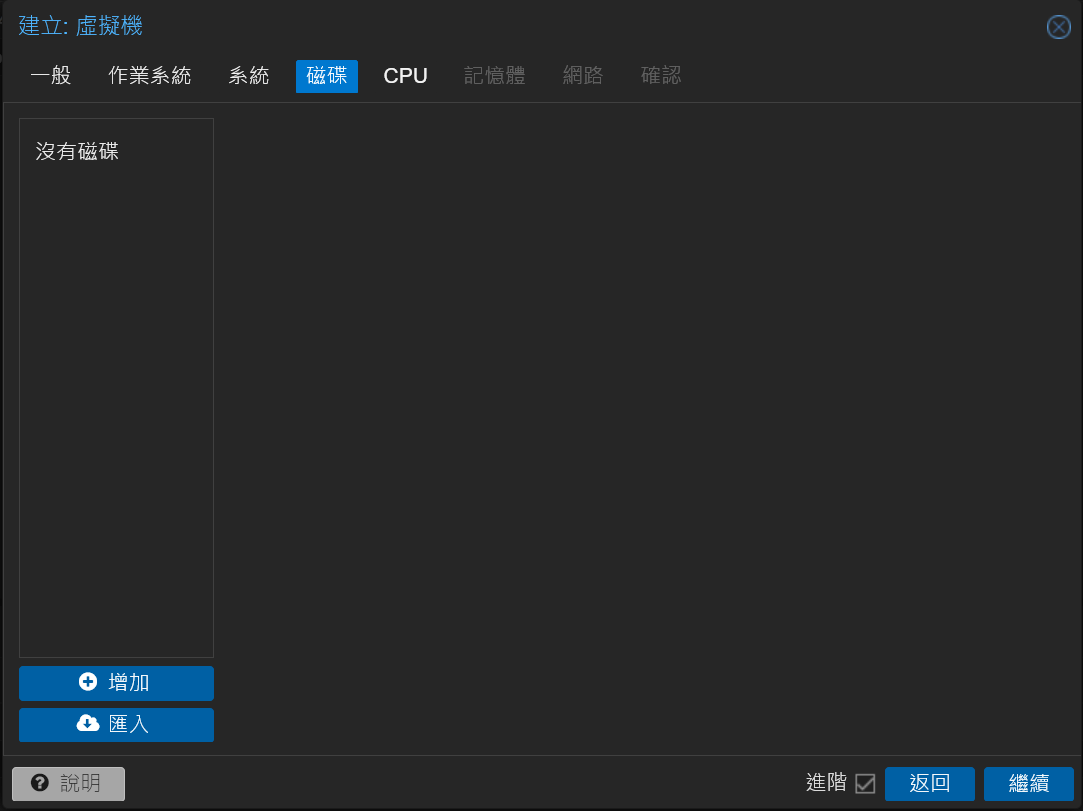 建立: 虛擬機
一般 作業系統 系統 磁碟 CPU 記憶體 網路 確認
沒有磁碟
增加
匯入
說明 進階 返回 繼續